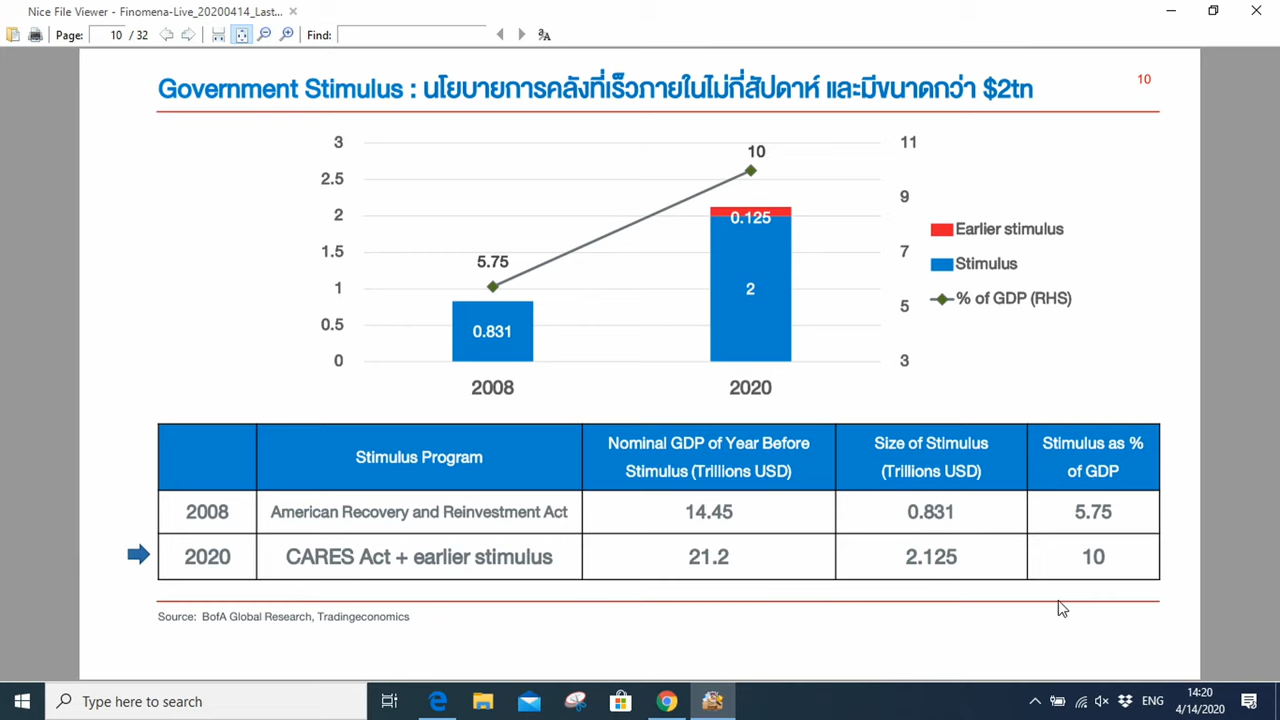 Nice File Viewer - Finomena-Live_20200414_Last...
Page: 10 / 32 Find:
Government Stimulus : นโยบายการคลังที่เร็วภายในไม่กี่สัปดาห์ และมีขนาดกว่า $2tn
10
3
2.5
2
1.5
1
0.5
0
11
9
7
5
3
5.75
10
0.831
0.125
2
2008
2020
Earlier stimulus
Stimulus
% of GDP (RHS)
Stimulus Program
Nominal GDP of Year Before
Stimulus (Trillions USD)
Size of Stimulus
(Trillions USD)
Stimulus as %
of GDP
2008 American Recovery and Reinvestment Act 14.45 0.831 5.75
2020 CARES Act + earlier stimulus 21.2 2.125 10
Source: BofA Global Research, Tradingeconomics
Type here to search
ENG
14:20
4/14/2020